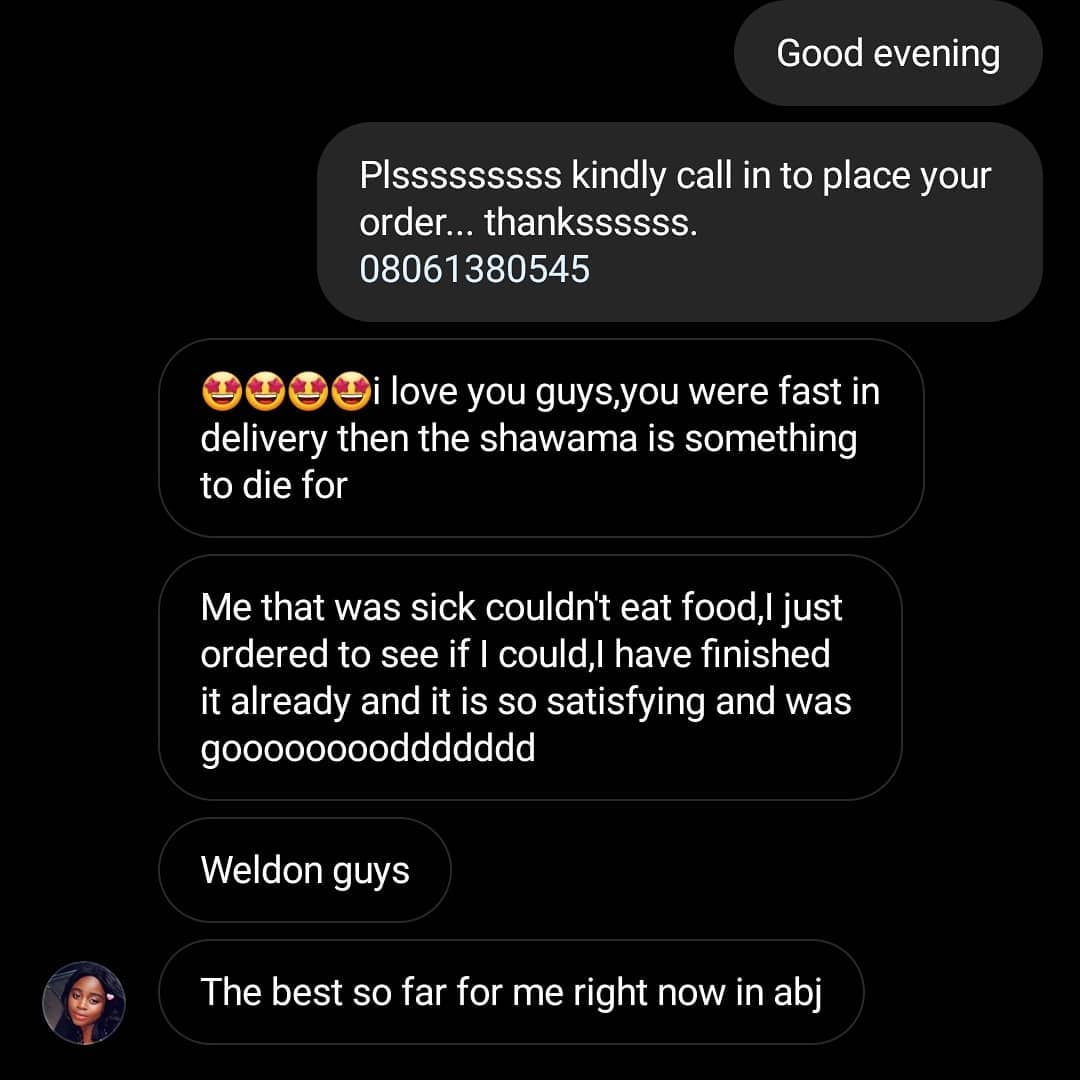 Good evening
Plsssssssss kindly call in to place your
order... thankssssss.
08061380545
🤩🤩🤩🤩i love you guys,you were fast in
delivery then the shawama is something
to die for
Me that was sick couldn't eat food,I just
ordered to see if I could,I have finished
it already and it is so satisfying and was
goooooooooddddddd
Weldon guys
The best so far for me right now in abj